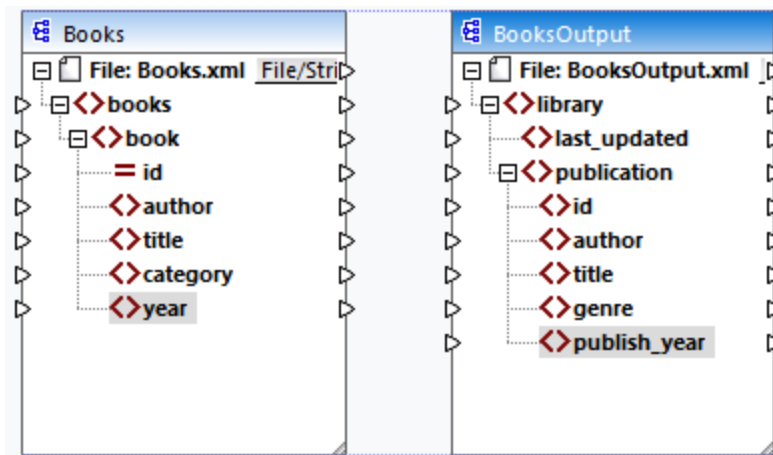 Books
File: Books.xml File/Stri
books
book
id
author
title
category
year
BooksOutput
File: BooksOutput.xml
library
last_updated
publication
id
author
title
genre
publish_year